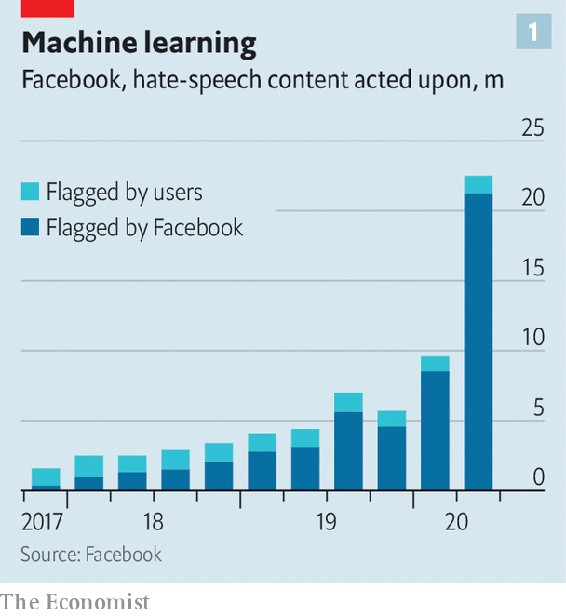 Machine learning
1
Facebook, hate-speech content acted upon, m
25
Flagged by users
20
Flagged by Facebook
15
10
5
0
2017 18 19 20
Source: Facebook
The Economist